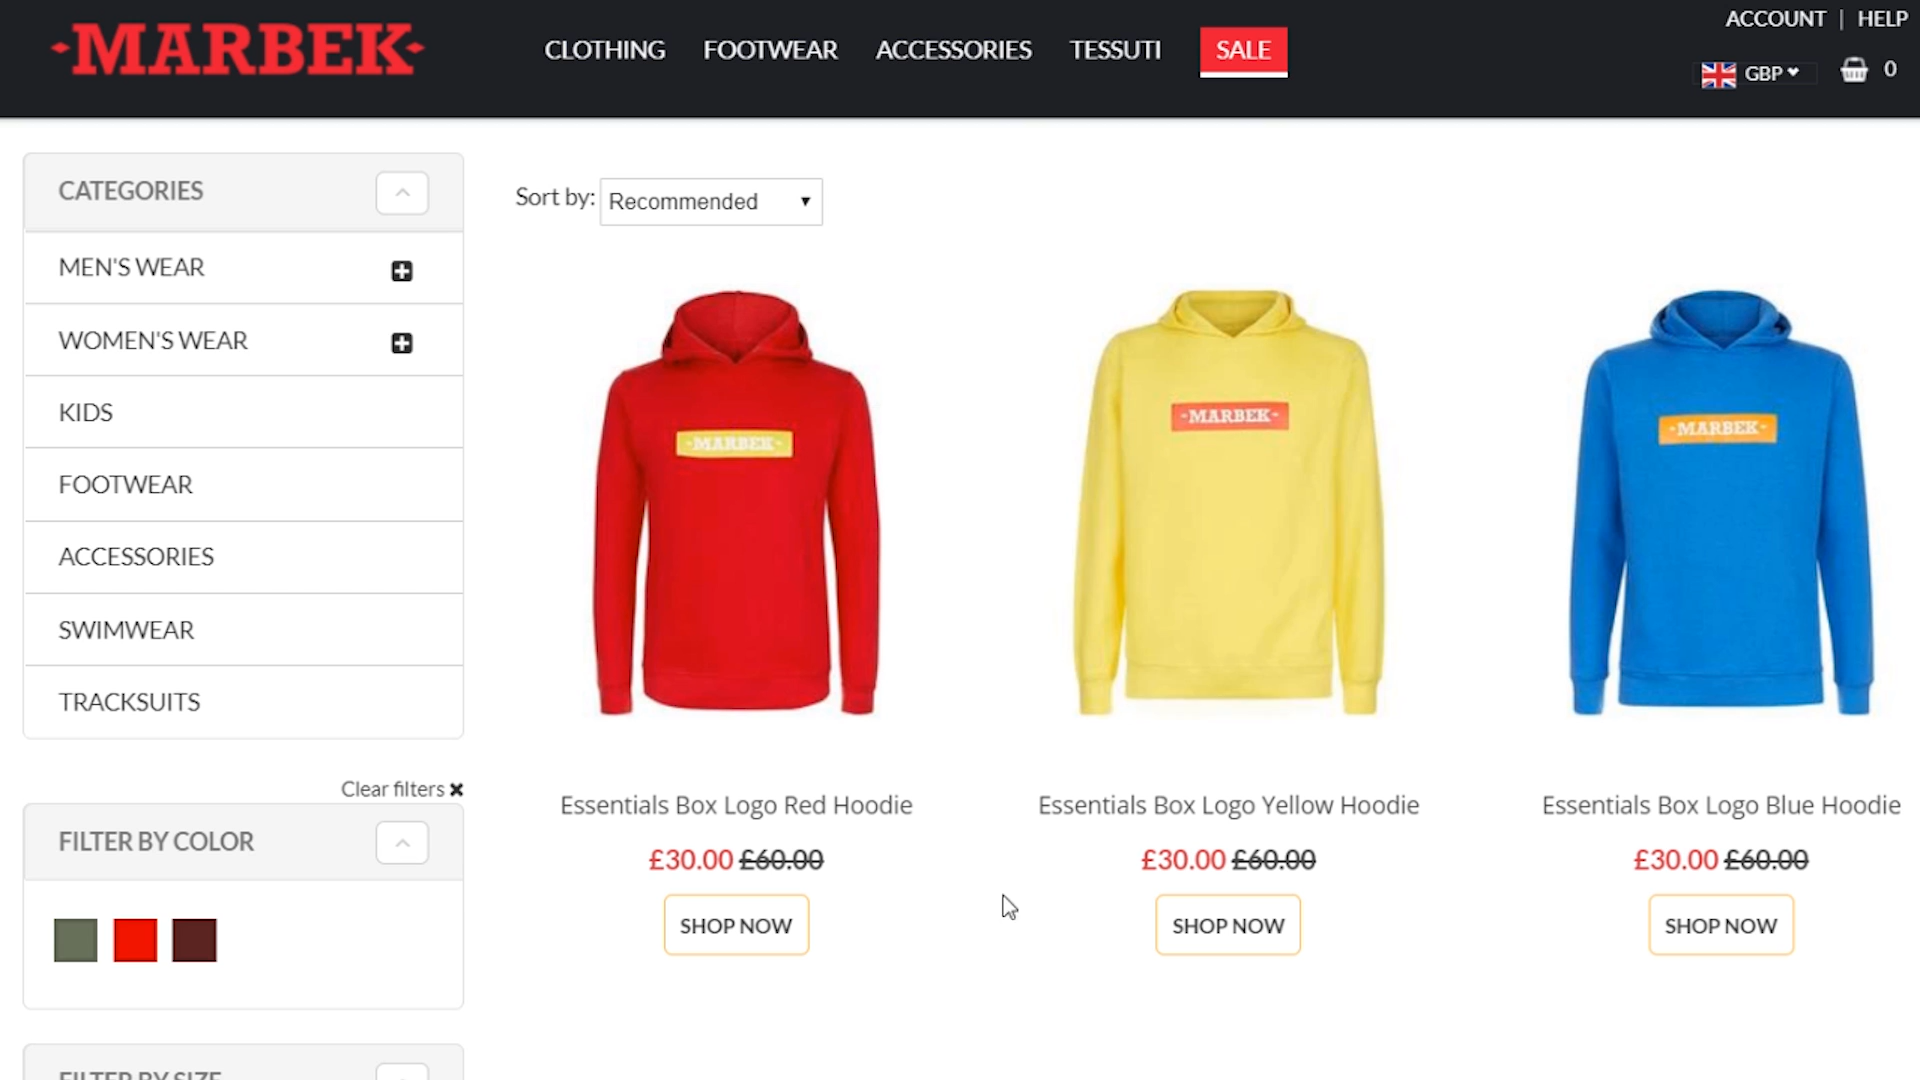 MARBEK
CLOTHING
FOOTWEAR
ACCESSORIES
TESSUTI
SALE
ACCOUNT | HELP
GBP
0
CATEGORIES
MEN'S WEAR
WOMEN'S WEAR
KIDS
FOOTWEAR
ACCESSORIES
SWIMWEAR
TRACKSUITS
Clear filters
FILTER BY COLOR
FILTER BY SIZE
Sort by: Recommended
-MARBEK-
-MARBEK-
-MARBEK-
Essentials Box Logo Red Hoodie
£30.00 £60.00
SHOP NOW
Essentials Box Logo Yellow Hoodie
£30.00 £60.00
SHOP NOW
Essentials Box Logo Blue Hoodie
£30.00 £60.00
SHOP NOW